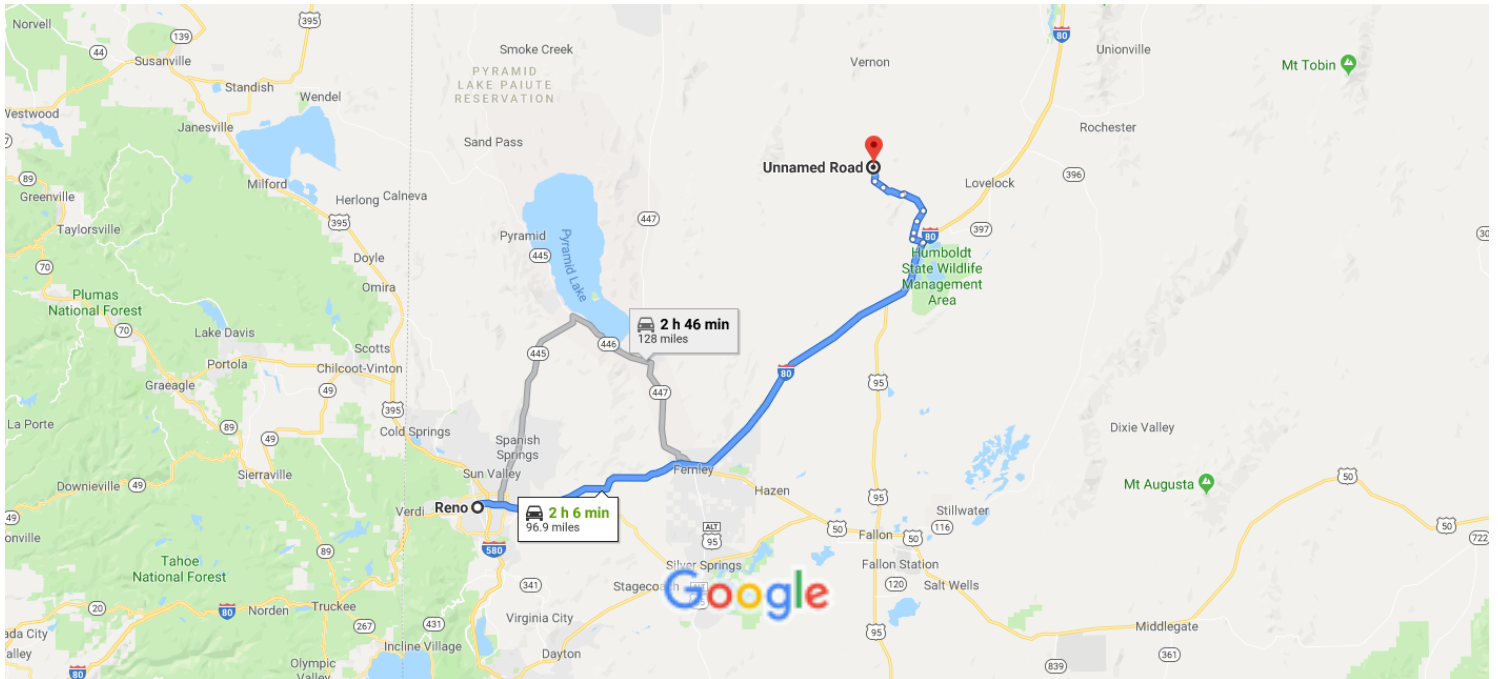 Norvell
395
139
Smoke Creek
80
Unionville
44
Susanville
Vernon
Mt Tobin
PYRAMID
LAKE PAIUTE
RESERVATION
Standish
Wendel
Westwood
Janesville
Rochester
Sand Pass
Unnamed Road
89
Milford
Lovelock
396
Greenville
Herlong
Calneva
395
447
397
80
Taylorsville
Pyramid
445
Pyramid Lake
Humboldt
State Wildlife
Management
Area
Doyle
70
Omira
Plumas
National Forest
2 h 46 min
128 miles
70
Lake Davis
Scotts
445
446
Portola
Chilcoot-Vinton
80
Graeagle
49
447
95
89
395
La Porte
Cold Springs
49
Spanish
Springs
Dixie Valley
Sun Valley
Fernley
Sierraville
Downieville
49
Hazen
95
Mt Augusta
50
Reno
Verdi
2 h 6 min
96.9 miles
Stillwater
116
50
ALT
95
Fallon
50
50
722
580
89
Tahoe
National Forest
Silver Springs
Fallon Station
341
Stagecoach
Google
120
Salt Wells
20
Norden
80
Truckee
267
431
Virginia City
95
Middlegate
361
Incline Village
Dayton
839
Olympic
Valley
80